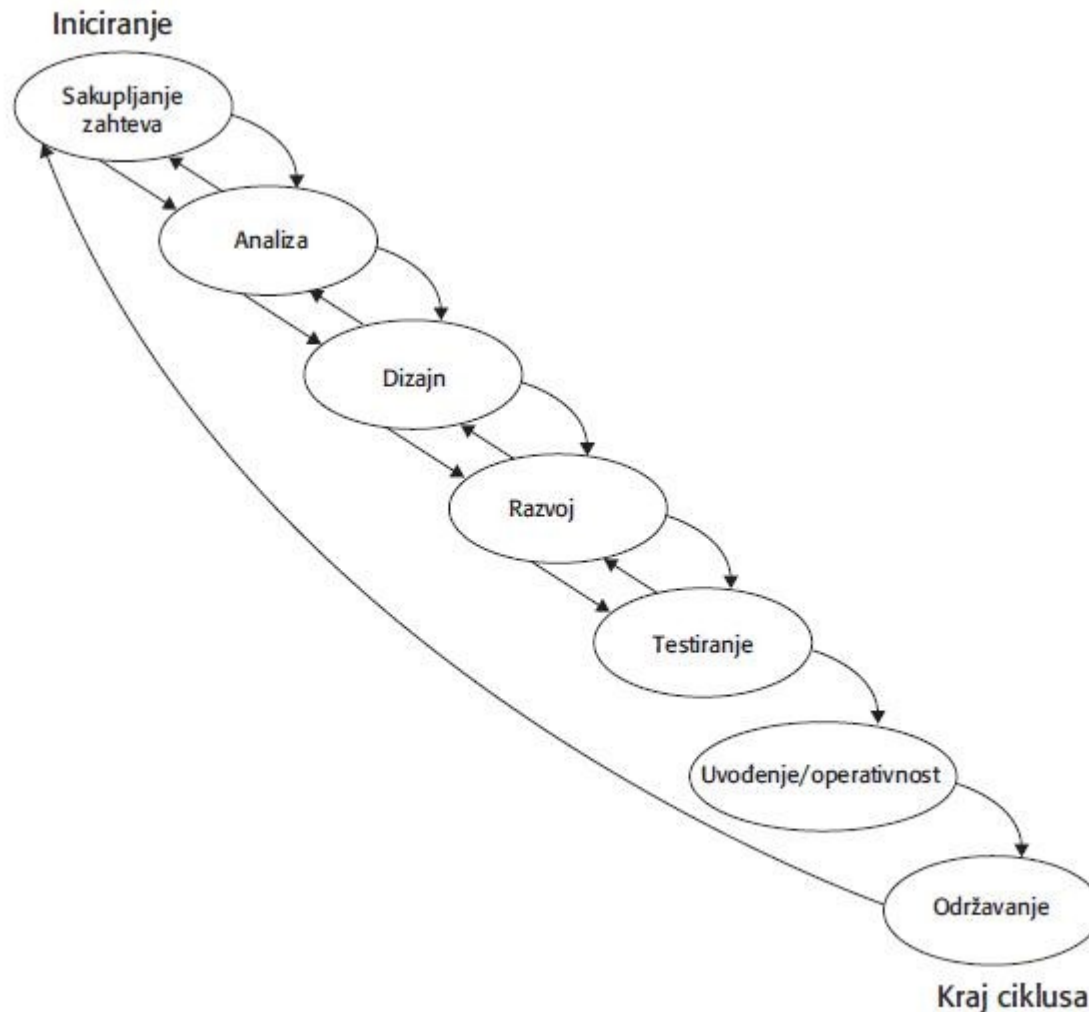 Iniciranje
Sakupljanje
zahteva
Analiza
Dizajn
Razvoj
Testiranje
Uvođenje/operativnost
Održavanje
Kraj ciklusa